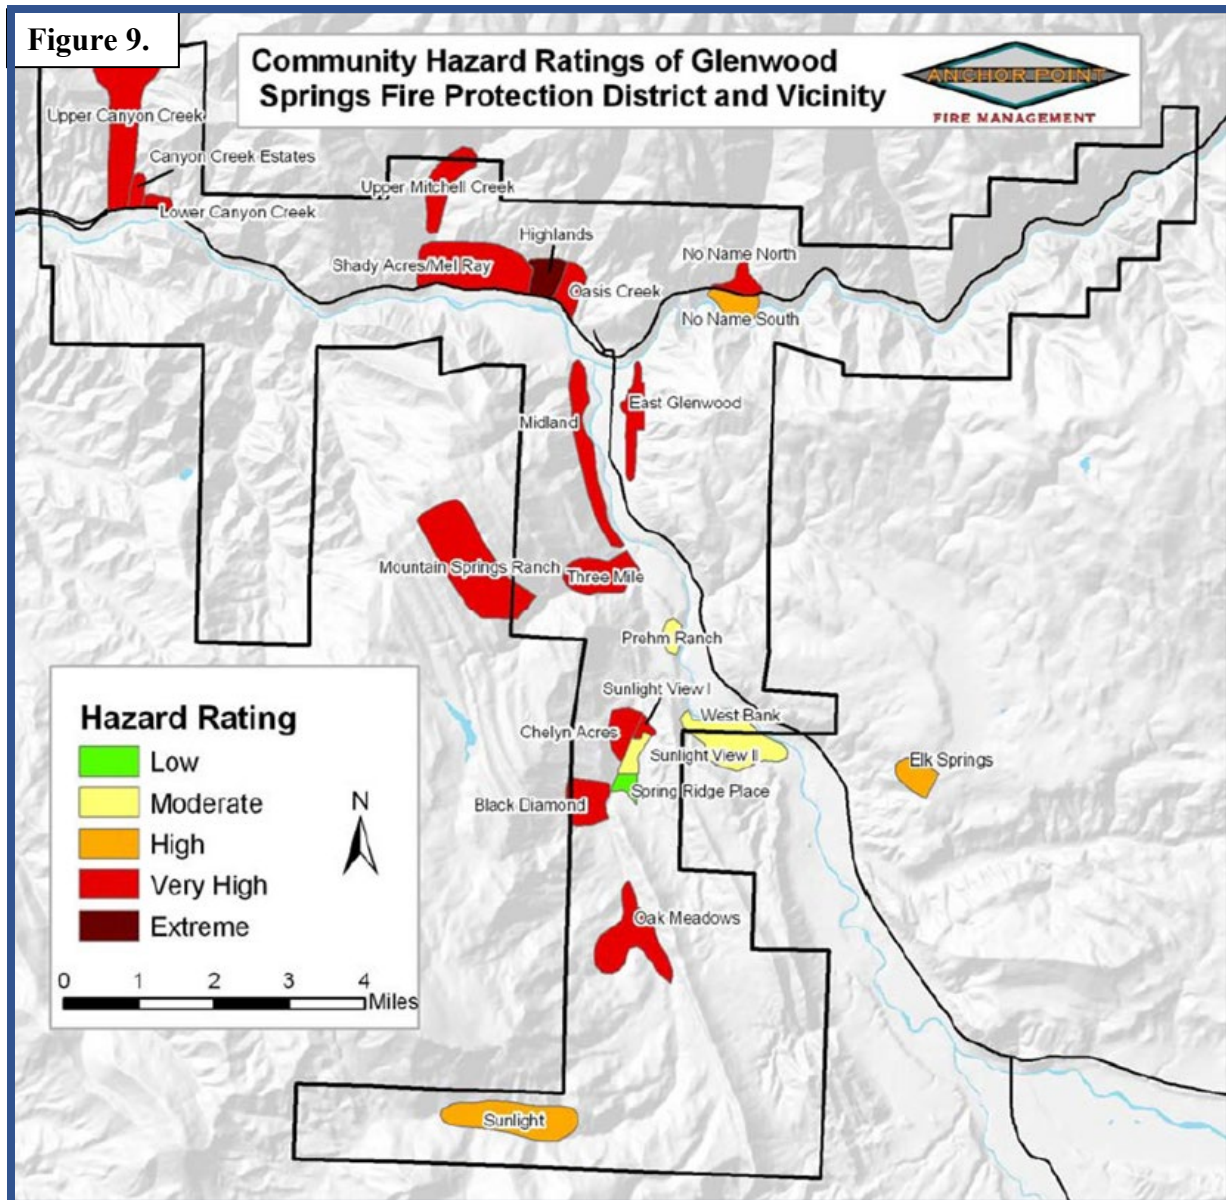 Figure 9.
Community Hazard Ratings of Glenwood
Springs Fire Protection District and Vicinity
ANCHOR POINT
FIRE MANAGEMENT
Upper Canyon Creek
Canyon Creek Estates
Lower Canyon Creek
Upper Mitchell Creek
Highlands
Shady Acres/Mel Ray
Oasis Creek
No Name North
No Name South
East Glenwood
Midland
Mountain Springs Ranch
Three Mile
Prehm Ranch
Sunlight View I
West Bank
Chelyn Acres
Sunlight View II
Elk Springs
Spring Ridge Place
Black Diamond
Oak Meadows
Sunlight
Hazard Rating
Low
Moderate
High
Very High
Extreme
N
0 1 2 3 4
Miles